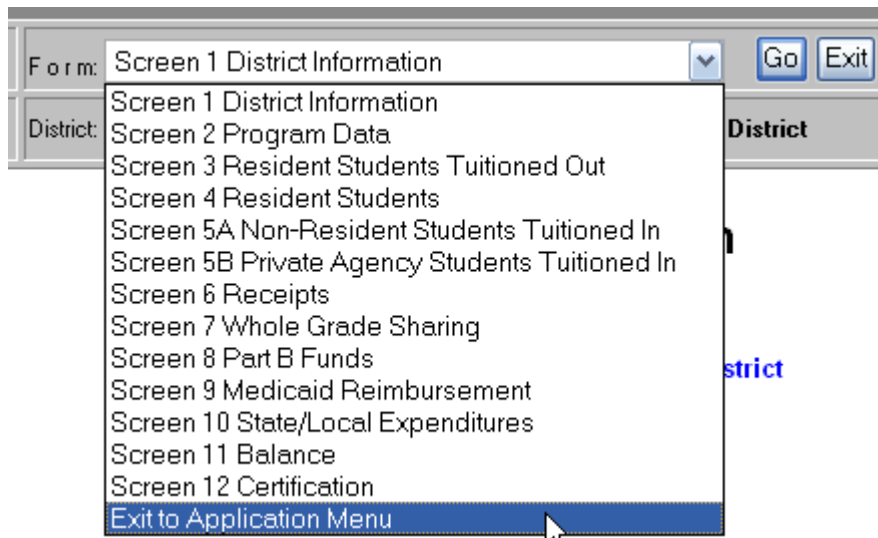 F o r m: Screen 1 District Information Go Exit
Screen 1 District Information
District: Screen 2 Program Data District
Screen 3 Resident Students Tuitioned Out
Screen 4 Resident Students
Screen 5A Non-Resident Students Tuitioned In
Screen 5B Private Agency Students Tuitioned In
Screen 6 Receipts
Screen 7 Whole Grade Sharing
Screen 8 Part B Funds
strict
Screen 9 Medicaid Reimbursement
Screen 10 State/Local Expenditures
Screen 11 Balance
Screen 12 Certification
Exit to Application Menu